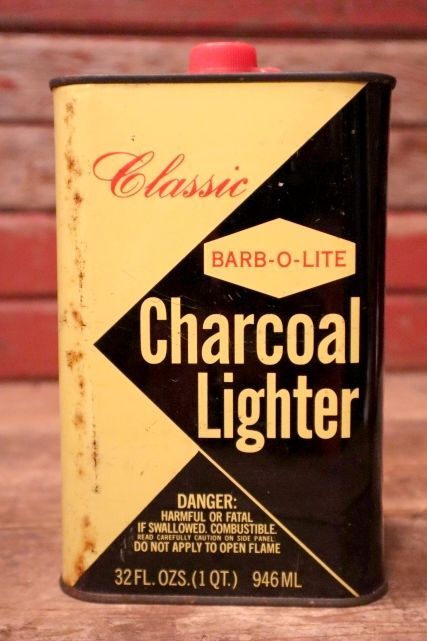 Classic
BARB-O-LITE
Charcoal
Lighter
DANGER:
HARMFUL OR FATAL
IF SWALLOWED. COMBUSTIBLE.
READ CAREFULLY CAUTION ON SIDE PANEL.
DO NOT APPLY TO OPEN FLAME
32 FL. OZS. (1 QT.) 946 ML